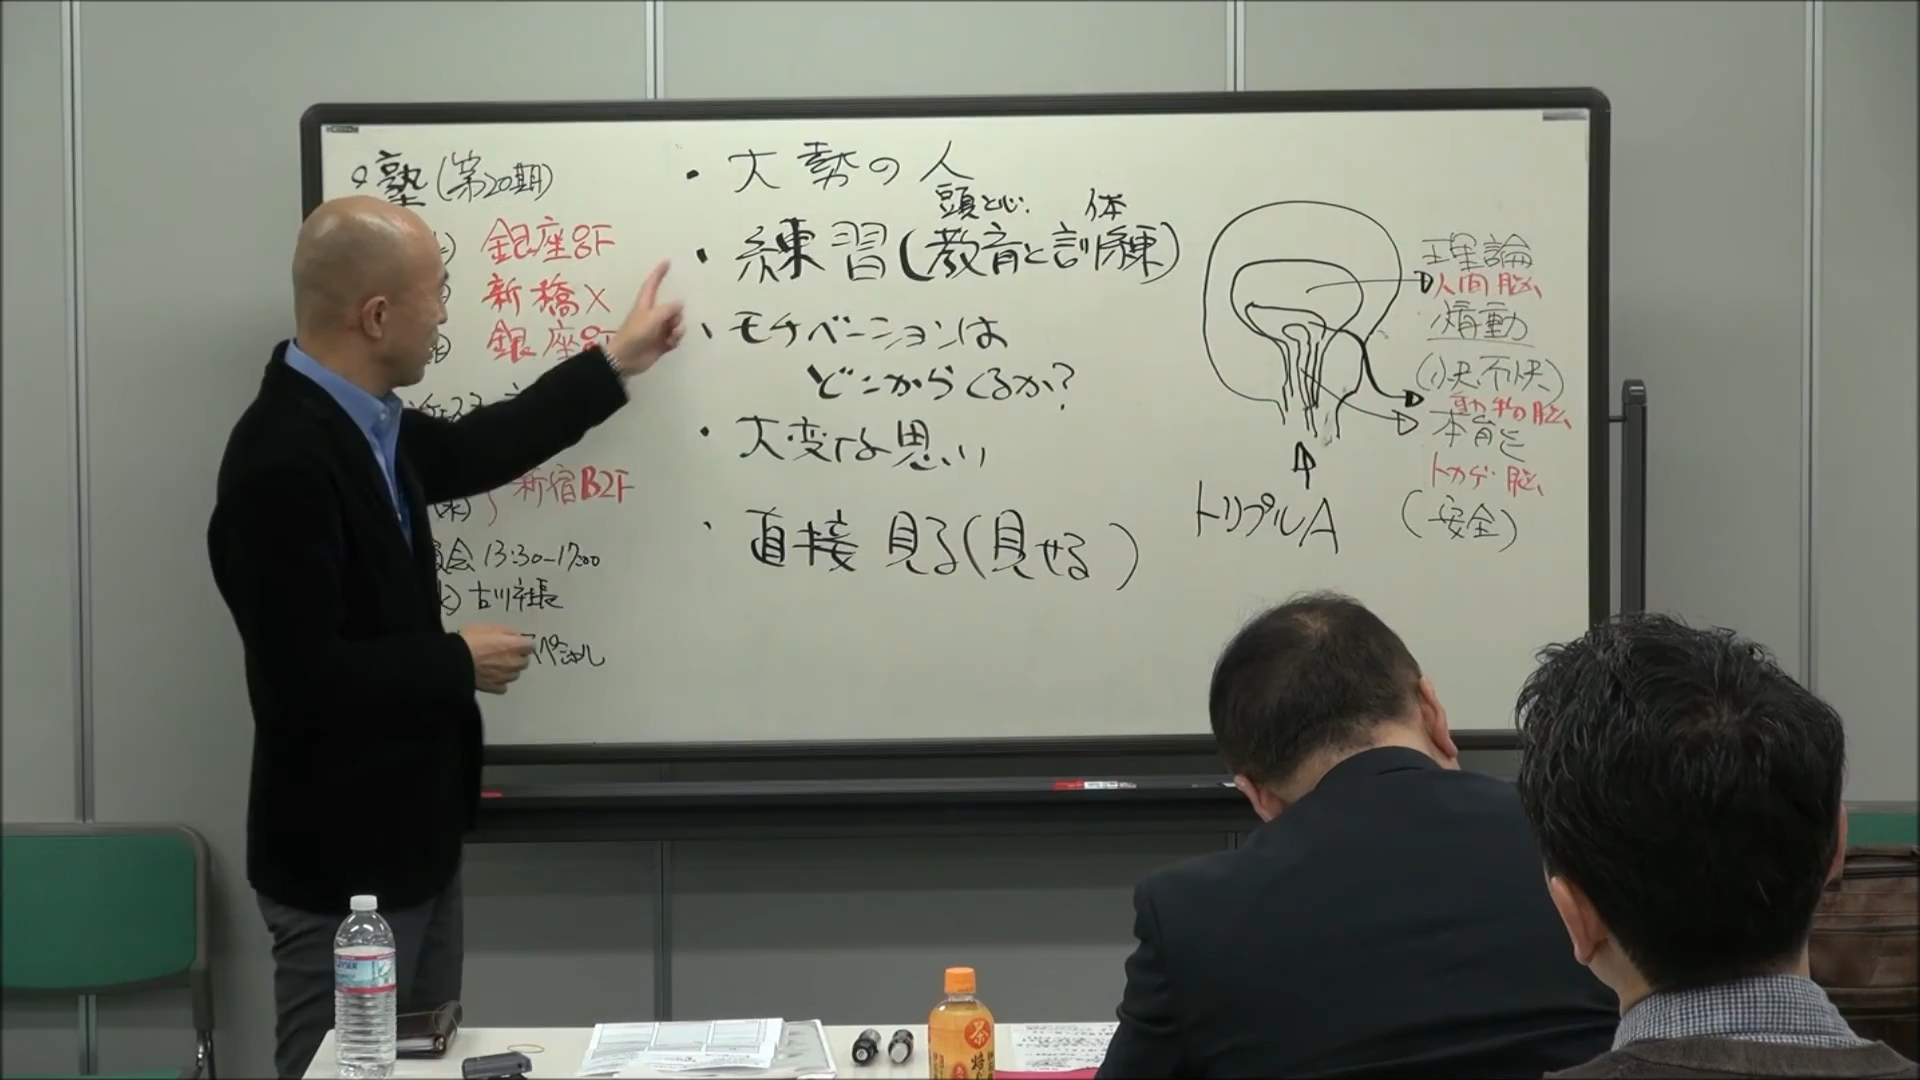 塾(第20期)
銀座8F
新橋X
銀座8F
新宿B2F
(木)
会 13:30-17:00
古川社長
スペシャル
・大勢の人
頭と心 体
・練習(教育と訓練)
・モチベーションは
どこからくるか?
・大変な思い
・直接見る(見せる)
理論
人間脳
情動
(快不快)
動物脳
本能
トカゲ脳
(安全)
トリプルA
茶